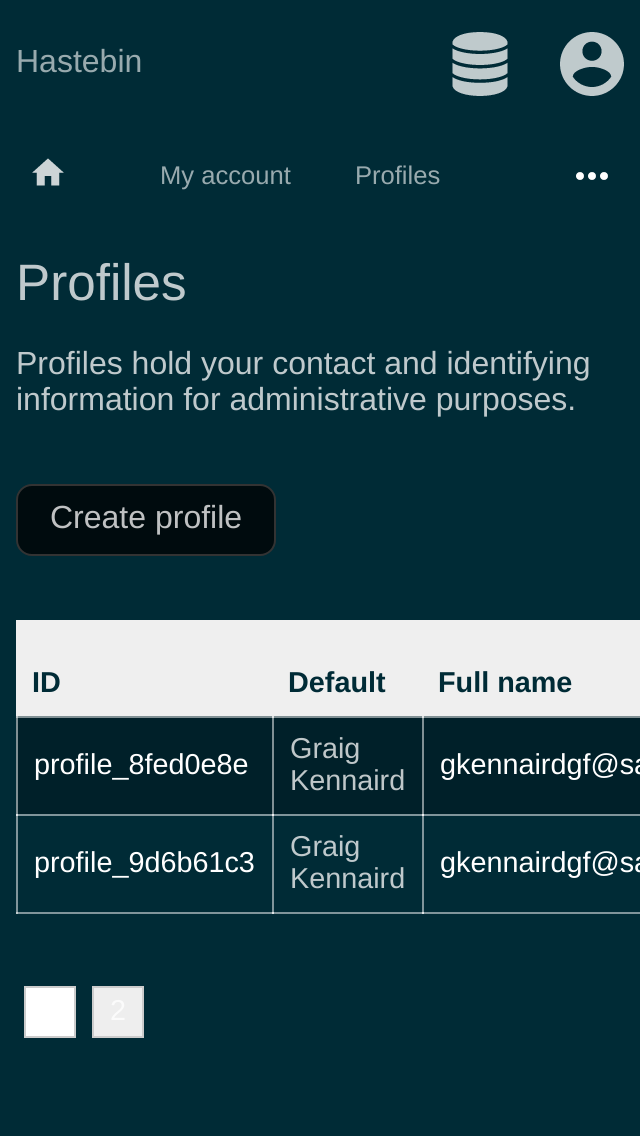 Hastebin
My account Profiles
Profiles
Profiles hold your contact and identifying
information for administrative purposes.
Create profile
ID Default Full name
profile_8fed0e8e Graig Kennaird gkennairdgf@sa
profile_9d6b61c3 Graig Kennaird gkennairdgf@sa
2